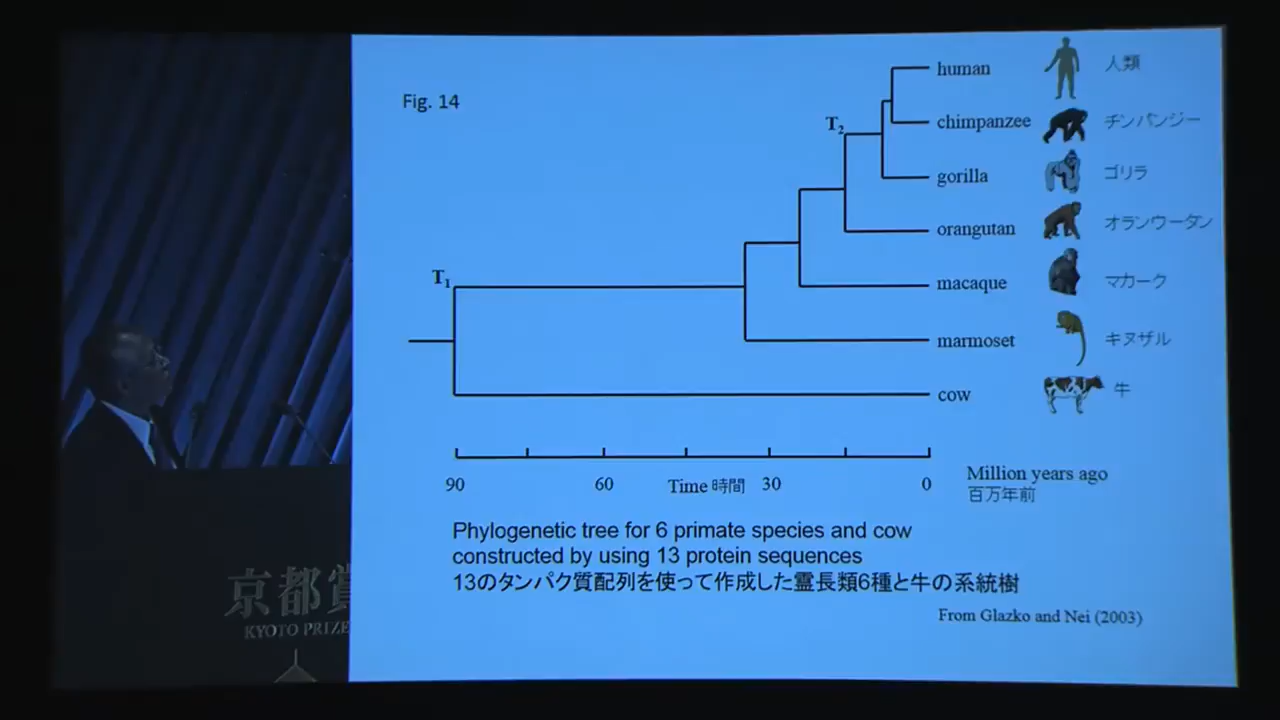 Fig. 14
human 人類
T2
chimpanzee チンパンジー
gorilla ゴリラ
orangutan オランウータン
T1
macaque マカーク
marmoset キヌザル
cow 牛
90 60 Time 時間 30 0
Million years ago
百万年前
Phylogenetic tree for 6 primate species and cow
constructed by using 13 protein sequences
13のタンパク質配列を使って作成した霊長類6種と牛の系統樹
From Glazko and Nei (2003)
京都賞
KYOTO PRIZE